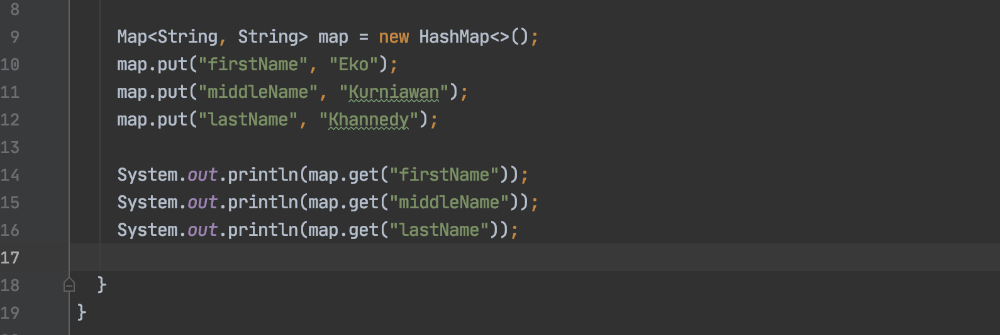 8
9 Map<String, String> map = new HashMap<>();
10 map.put("firstName", "Eko");
11 map.put("middleName", "Kurniawan");
12 map.put("lastName", "Khannedy");
13
14 System.out.println(map.get("firstName"));
15 System.out.println(map.get("middleName"));
16 System.out.println(map.get("lastName"));
17
18 }
19 }